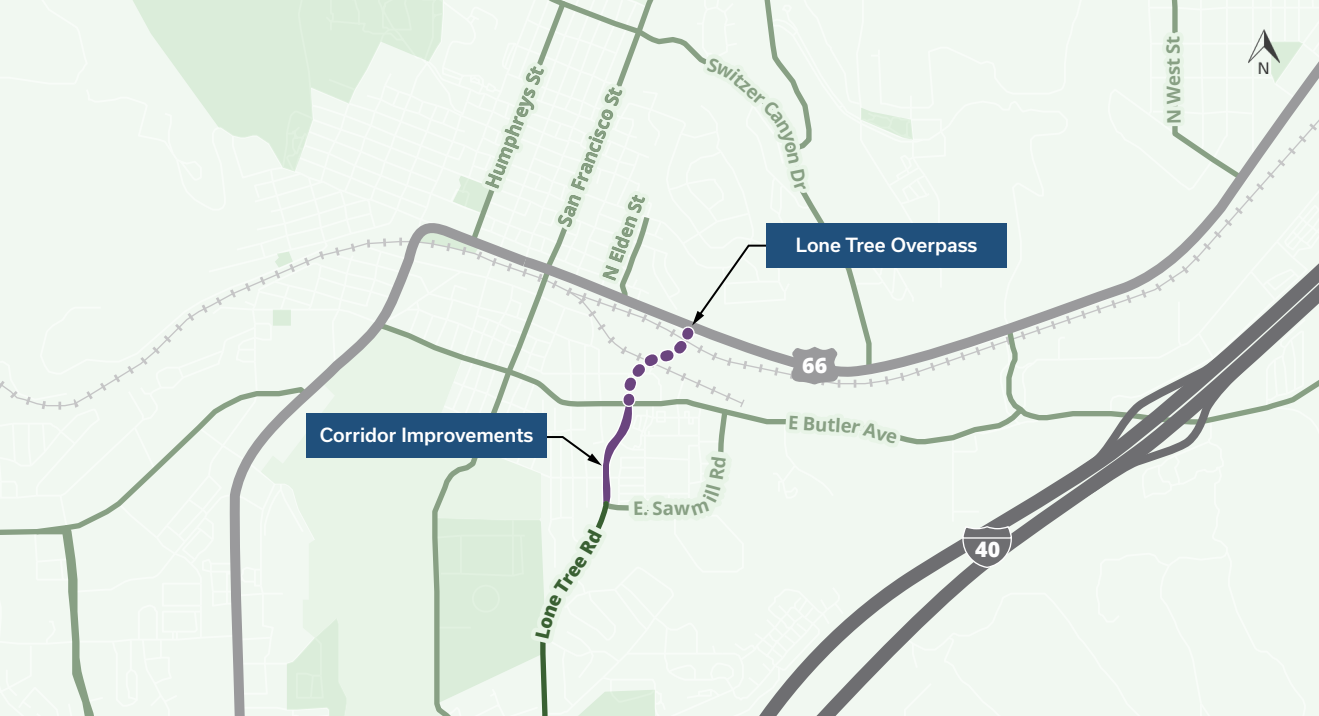 N West St
N
Switzer Canyon Dr
Humphreys St
San Francisco St
N Elden St
Lone Tree Overpass
66
Corridor Improvements
E Butler Ave
E. Sawmill Rd
40
Lone Tree Rd